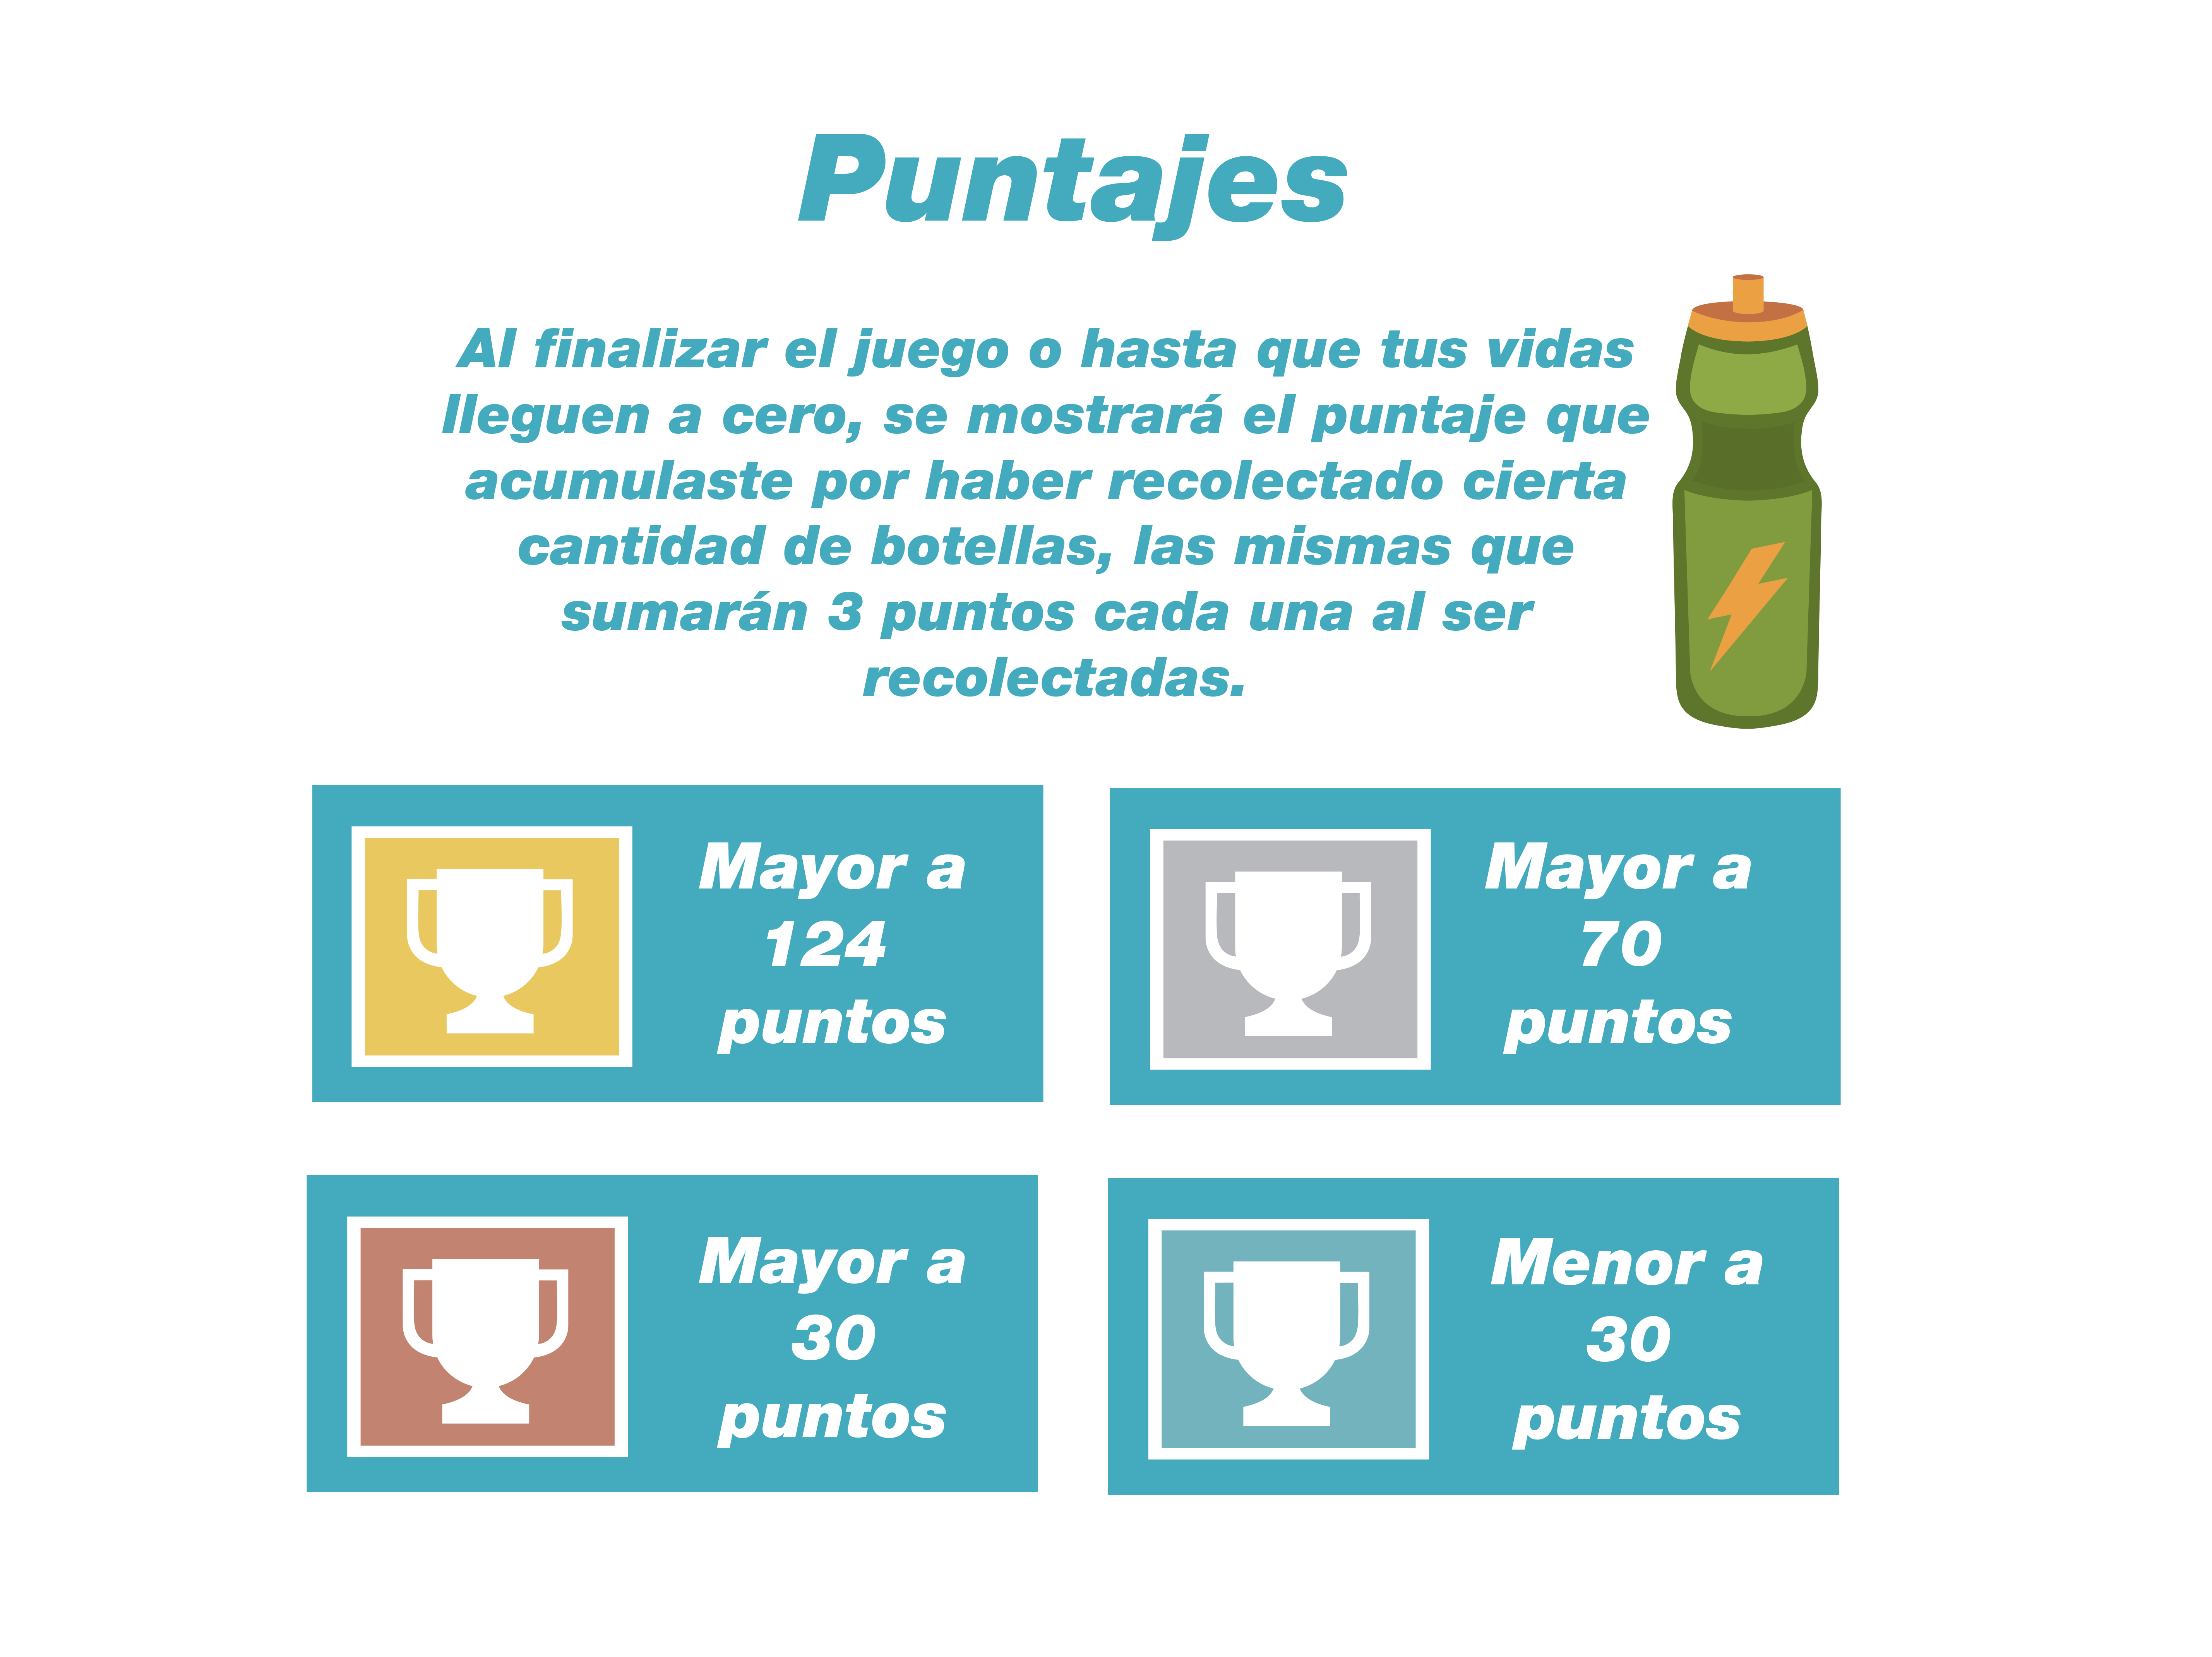 Puntajes
Al finalizar el juego o hasta que tus vidas
lleguen a cero, se mostrará el puntaje que
acumulaste por haber recolectado cierta
cantidad de botellas, las mismas que
sumarán 3 puntos cada una al ser
recolectadas.
Mayor a
124
puntos
Mayor a
70
puntos
Mayor a
30
puntos
Menor a
30
puntos